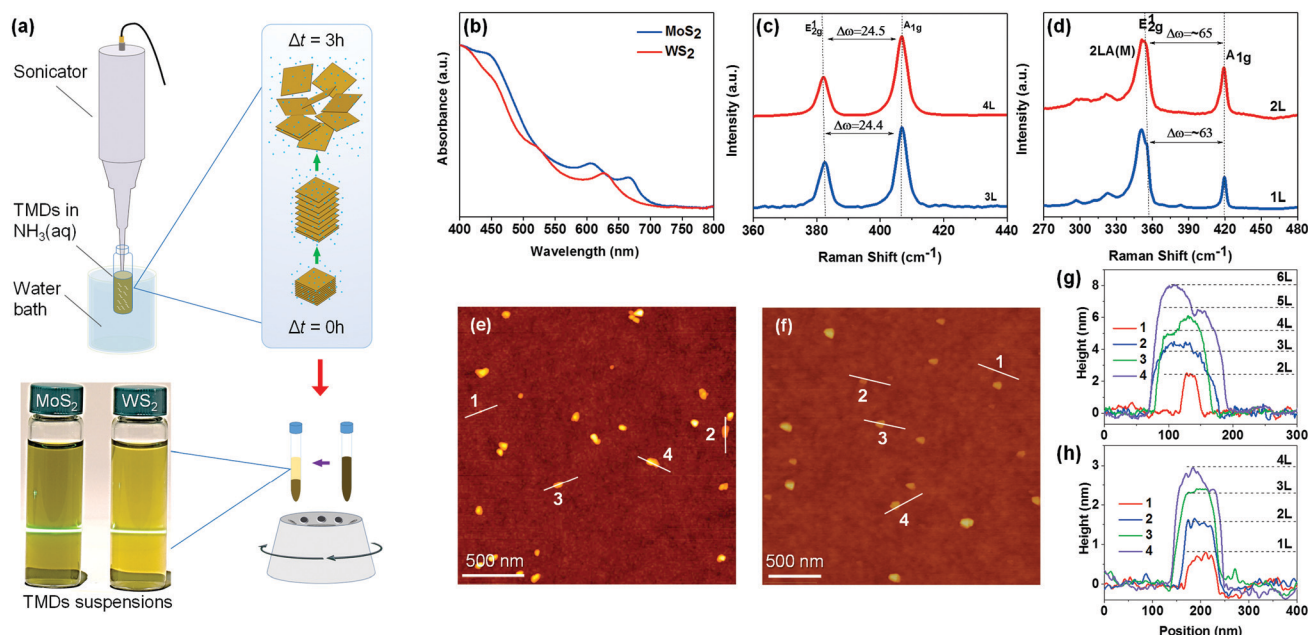 (a)
Sonicator
TMDs in
NH3(aq)
Water
bath
Δt = 3h
Δt = 0h
MoS2
WS2
TMDs suspensions
(b)
MoS2
WS2
Absorbance (a.u.)
400 450 500 550 600 650 700 750 800
Wavelength (nm)
(c)
E¹2g
Δω=24.5
A1g
4L
Δω=24.4
3L
Intensity (a.u.)
360 380 400 420 440
Raman Shift (cm-1)
(d)
E¹2g
Δω=~65
2LA(M)
A1g
2L
Δω=~63
1L
Intensity (a.u.)
270 300 330 360 390 420 450 480
Raman Shift (cm-1)
(e)
1
2
3
4
500 nm
(f)
1
2
3
4
500 nm
(g)
6L
5L
4L
3L
2L
1
2
3
4
Height (nm)
8
6
4
2
0
0 100 200 300
(h)
4L
3L
2L
1L
1
2
3
4
Height (nm)
3
2
1
0
0 100 200 300 400
Position (nm)